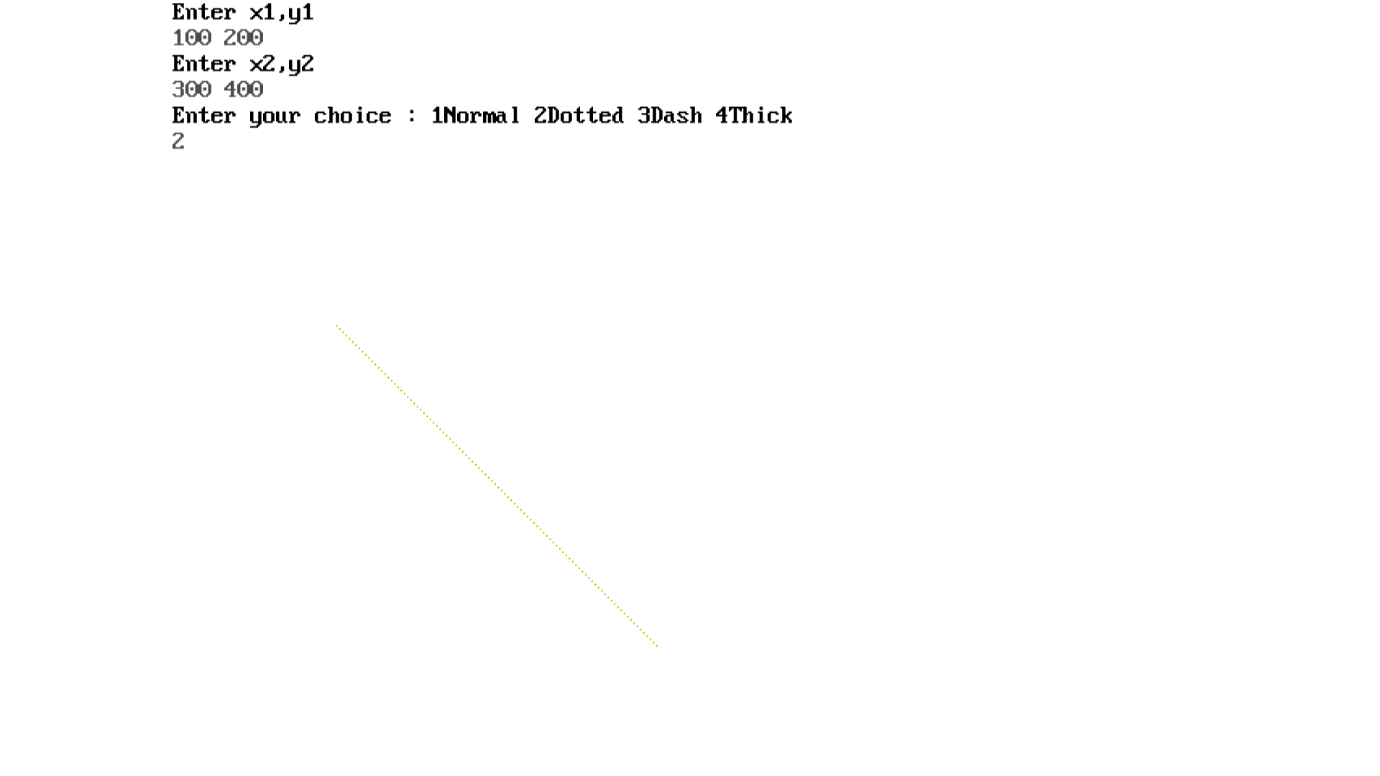 Enter x1,y1
100 200
Enter x2,y2
300 400
Enter your choice : 1Normal 2Dotted 3Dash 4Thick
2